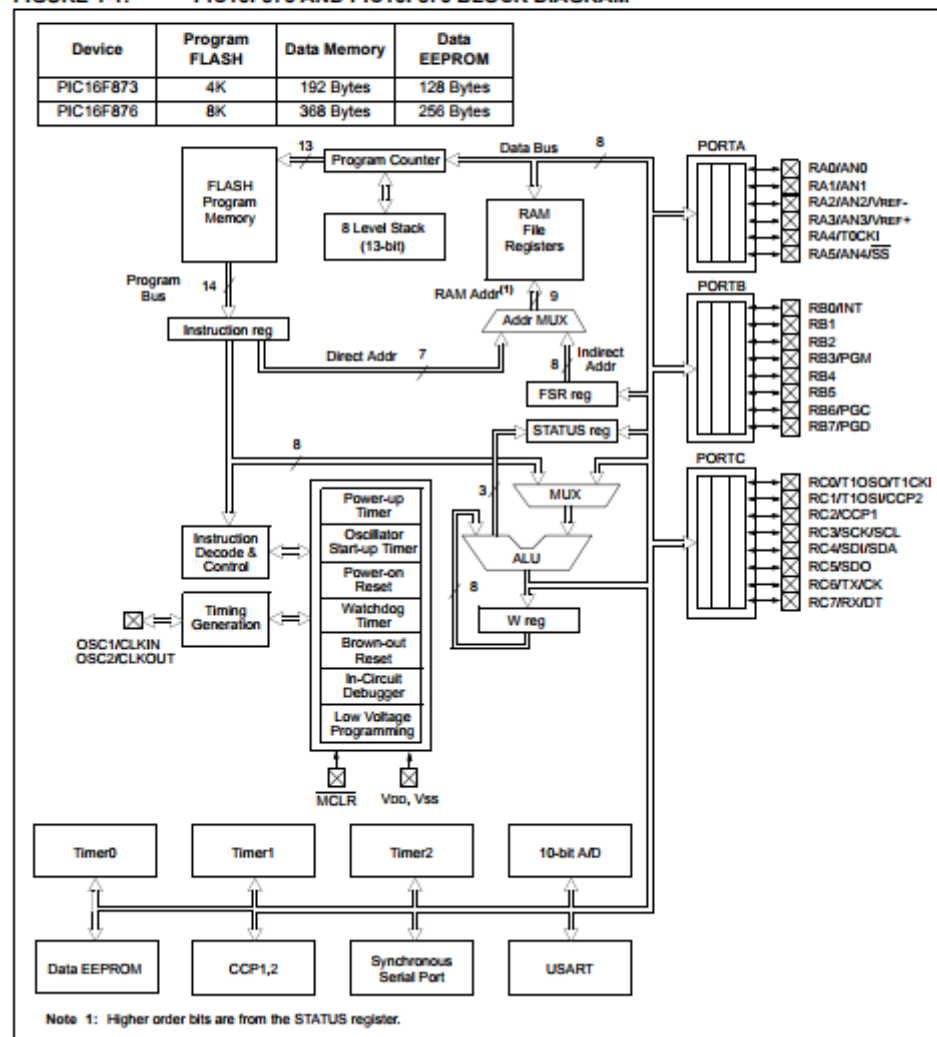 Device Program FLASH Data Memory Data EEPROM
PIC16F873 4K 192 Bytes 128 Bytes
PIC16F876 8K 368 Bytes 256 Bytes
13
Program Counter
Data Bus
8
PORTA
FLASH
Program
Memory
8 Level Stack
(13-bit)
RAM
File
Registers
RA0/AN0
RA1/AN1
RA2/AN2/VREF-
RA3/AN3/VREF+
RA4/T0CKI
RA5/AN4/SS
Program
Bus
14
RAM Addr(1)
9
PORTB
Instruction reg
Addr MUX
RB0/INT
RB1
RB2
RB3/PGM
RB4
RB5
RB6/PGC
RB7/PGD
Direct Addr
7
8
Indirect
Addr
FSR reg
STATUS reg
8
3
MUX
PORTC
RC0/T1OSO/T1CKI
RC1/T1OSI/CCP2
RC2/CCP1
RC3/SCK/SCL
RC4/SDI/SDA
RC5/SDO
RC6/TX/CK
RC7/RX/DT
Power-up
Timer
Instruction
Decode &
Control
Oscillator
Start-up Timer
ALU
Power-on
Reset
8
Timing
Generation
Watchdog
Timer
W reg
OSC1/CLKIN
OSC2/CLKOUT
Brown-out
Reset
In-Circuit
Debugger
Low Voltage
Programming
MCLR
VDD, VSS
Timer0
Timer1
Timer2
10-bit A/D
Data EEPROM
CCP1,2
Synchronous
Serial Port
USART
Note 1: Higher order bits are from the STATUS register.